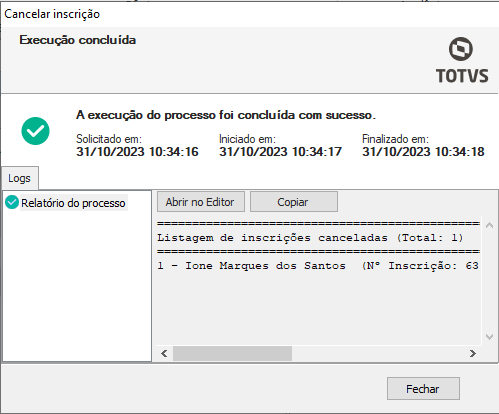 Cancelar inscrição
Execução concluída
TOTVS
A execução do processo foi concluída com sucesso.
Solicitado em: Iniciado em: Finalizado em:
31/10/2023 10:34:16 31/10/2023 10:34:17 31/10/2023 10:34:18
Logs
Relatório do processo
Abrir no Editor Copiar
================================================
Listagem de inscrições canceladas (Total: 1)
================================================
1 - Ione Marques dos Santos (Nº Inscrição: 63
Fechar